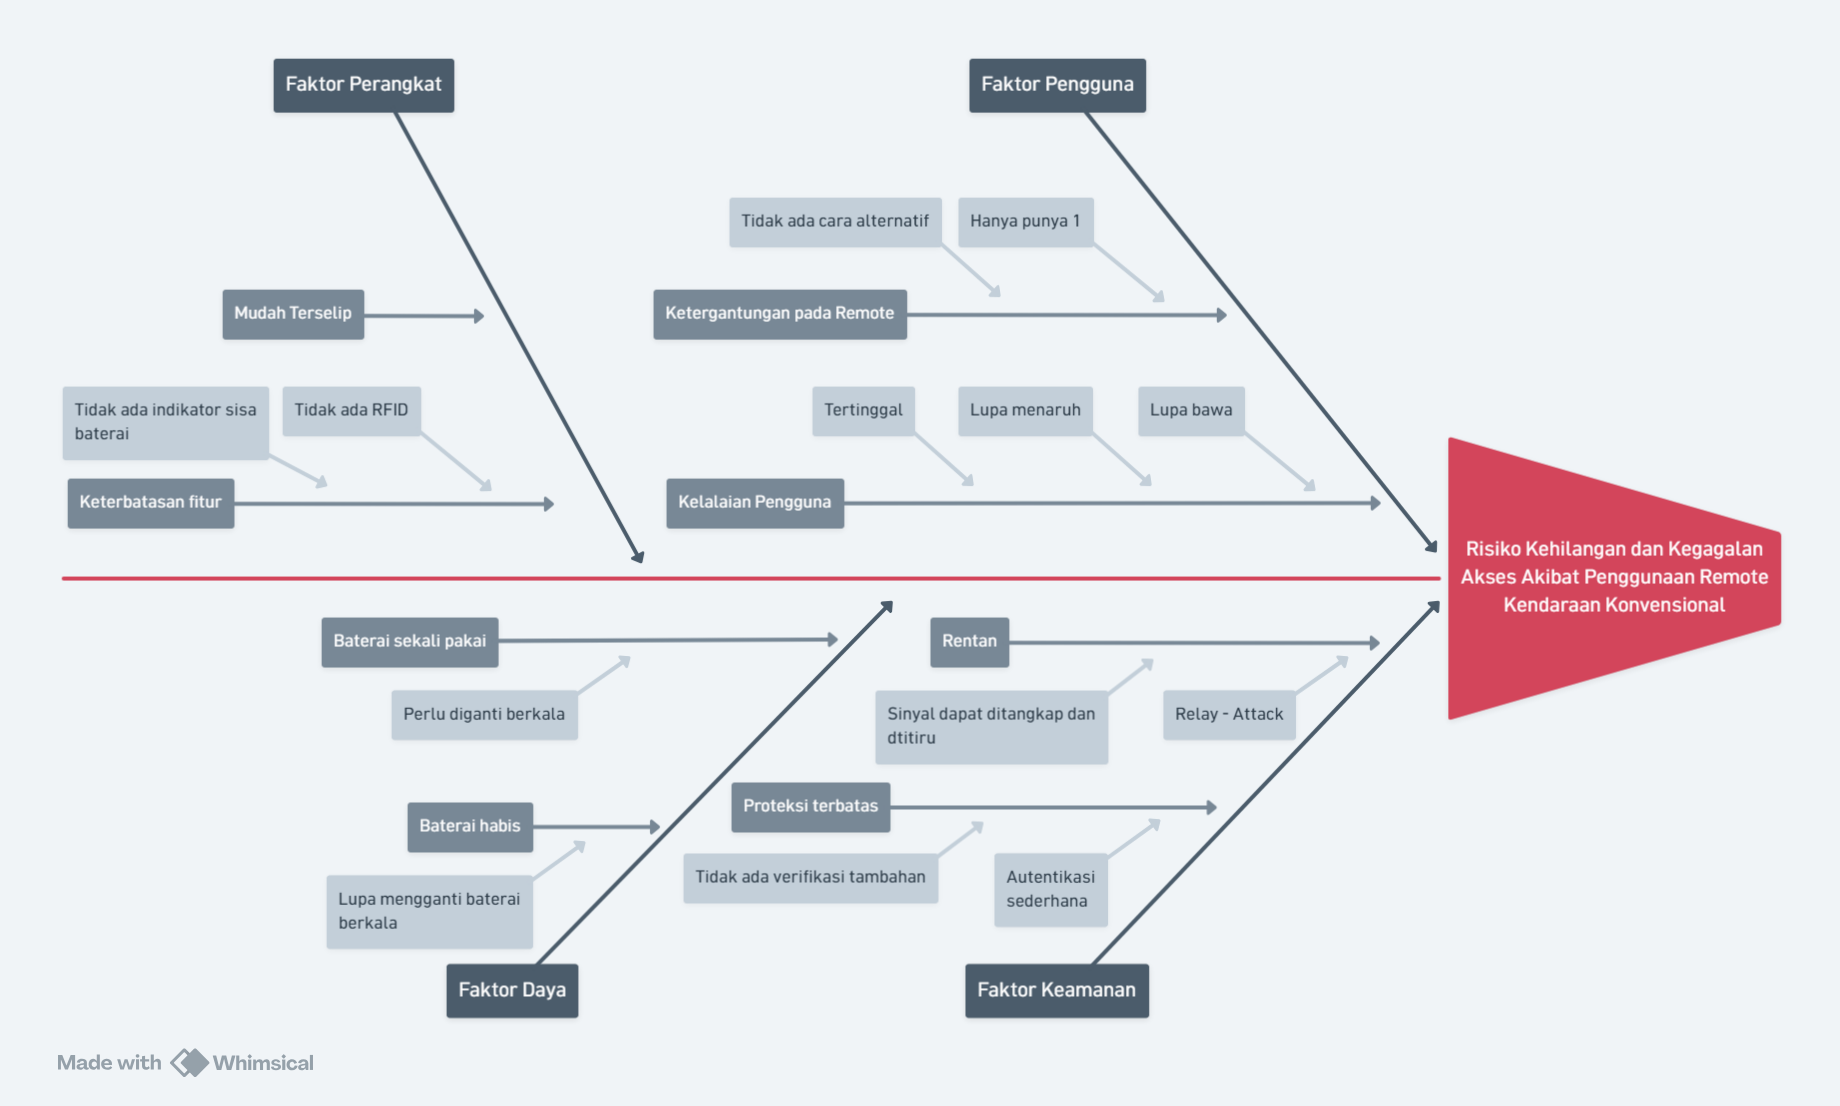 Faktor Perangkat
Faktor Pengguna
Tidak ada cara alternatif
Hanya punya 1
Mudah Terselip
Ketergantungan pada Remote
Tidak ada indikator sisa
baterai
Tidak ada RFID
Tertinggal
Lupa menaruh
Lupa bawa
Keterbatasan fitur
Kelalaian Pengguna
Risiko Kehilangan dan Kegagalan
Akses Akibat Penggunaan Remote
Kendaraan Konvensional
Baterai sekali pakai
Rentan
Perlu diganti berkala
Sinyal dapat ditangkap dan
dtitiru
Relay - Attack
Baterai habis
Proteksi terbatas
Tidak ada verifikasi tambahan
Autentikasi
sederhana
Lupa mengganti baterai
berkala
Faktor Daya
Faktor Keamanan
Made with Whimsical